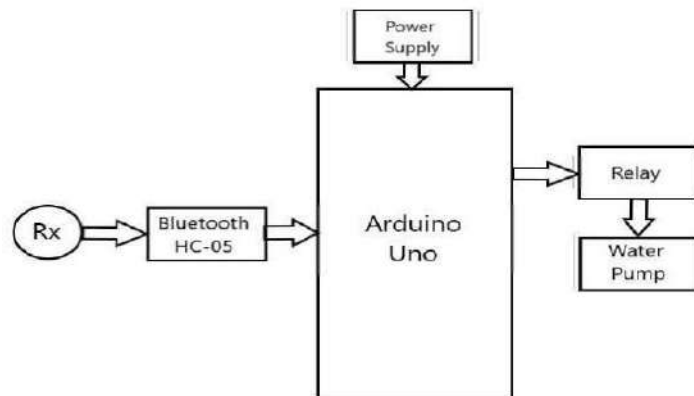 Power
Supply
Rx
Bluetooth
HC-05
Arduino
Uno
Relay
Water
Pump